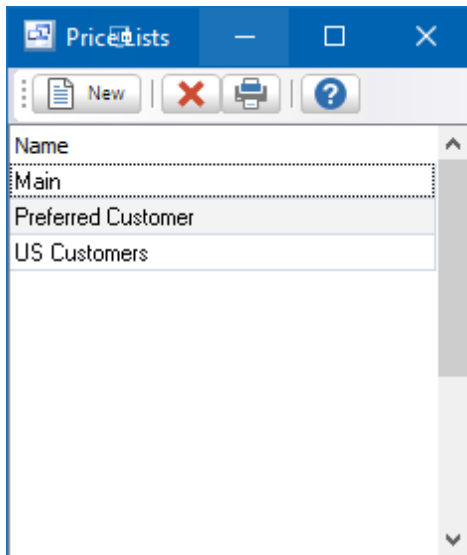 Price Lists
New
Name
Main
Preferred Customer
US Customers